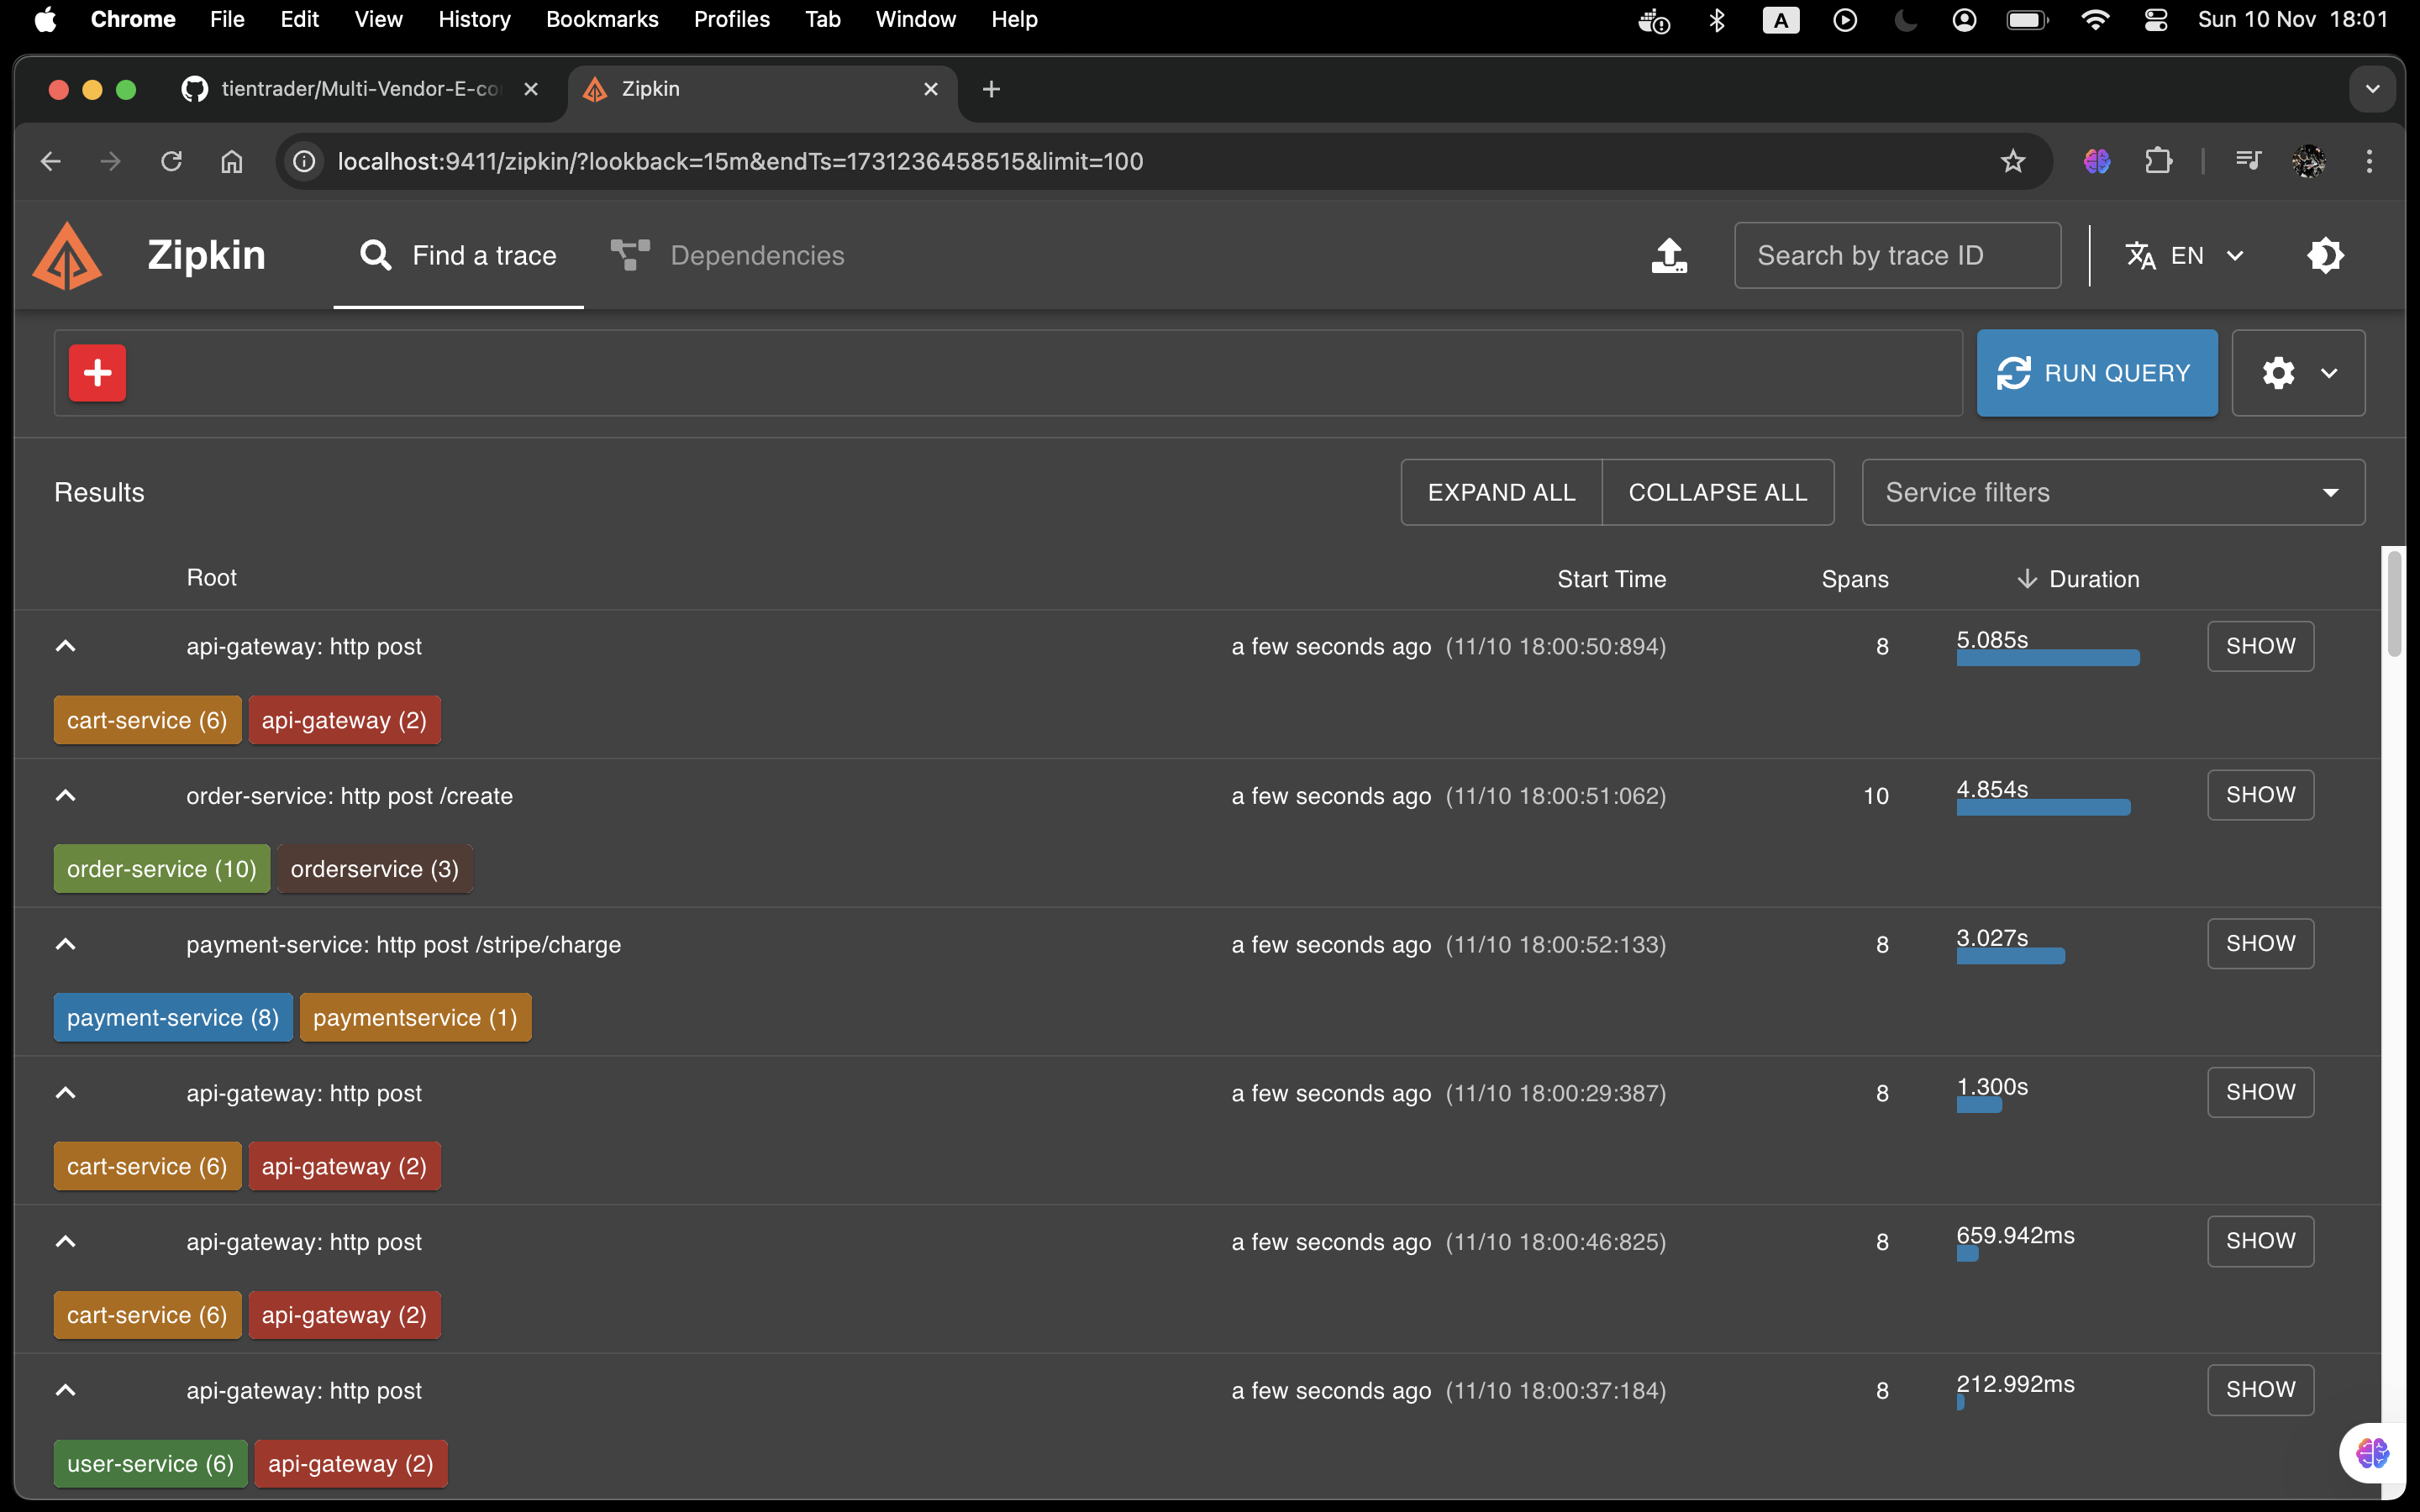 Chrome File Edit View History Bookmarks Profiles Tab Window Help A Sun 10 Nov 18:01
tientrader/Multi-Vendor-E-co Zipkin
localhost:9411/zipkin/?lookback=15m&endTs=1731236458515&limit=100
Zipkin Find a trace Dependencies Search by trace ID EN
RUN QUERY
Results EXPAND ALL COLLAPSE ALL Service filters
Root Start Time Spans Duration
api-gateway: http post a few seconds ago (11/10 18:00:50:894) 8 5.085s SHOW
cart-service (6) api-gateway (2)
order-service: http post /create a few seconds ago (11/10 18:00:51:062) 10 4.854s SHOW
order-service (10) orderservice (3)
payment-service: http post /stripe/charge a few seconds ago (11/10 18:00:52:133) 8 3.027s SHOW
payment-service (8) paymentservice (1)
api-gateway: http post a few seconds ago (11/10 18:00:29:387) 8 1.300s SHOW
cart-service (6) api-gateway (2)
api-gateway: http post a few seconds ago (11/10 18:00:46:825) 8 659.942ms SHOW
cart-service (6) api-gateway (2)
api-gateway: http post a few seconds ago (11/10 18:00:37:184) 8 212.992ms SHOW
user-service (6) api-gateway (2)